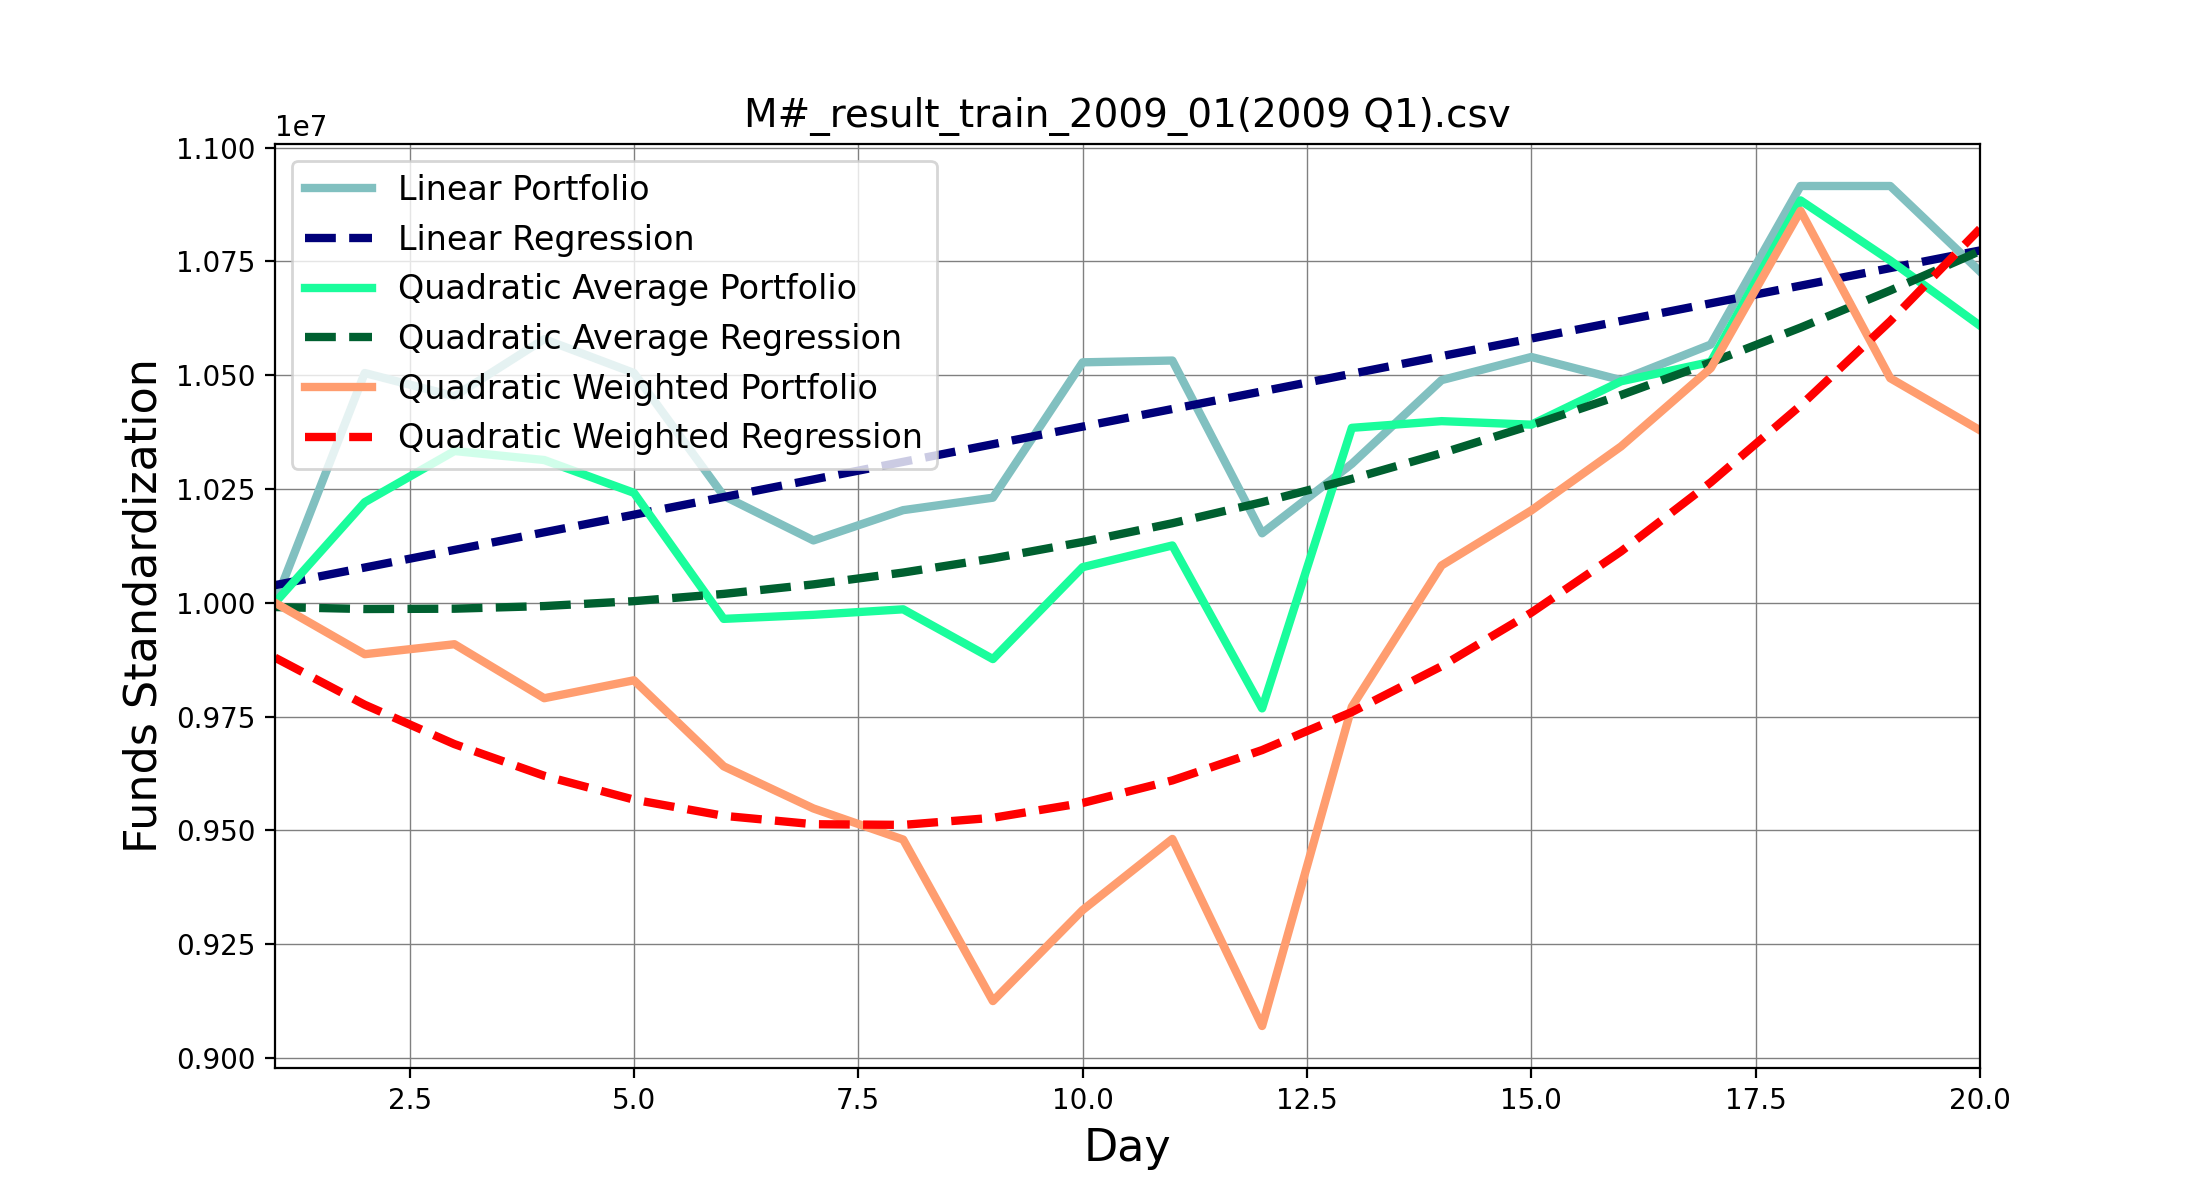 M#_result_train_2009_01(2009 Q1).csv
1e7
1.100
1.075
1.050
1.025
1.000
0.975
0.950
0.925
0.900
Funds Standardization
Linear Portfolio
Linear Regression
Quadratic Average Portfolio
Quadratic Average Regression
Quadratic Weighted Portfolio
Quadratic Weighted Regression
2.5 5.0 7.5 10.0 12.5 15.0 17.5 20.0
Day